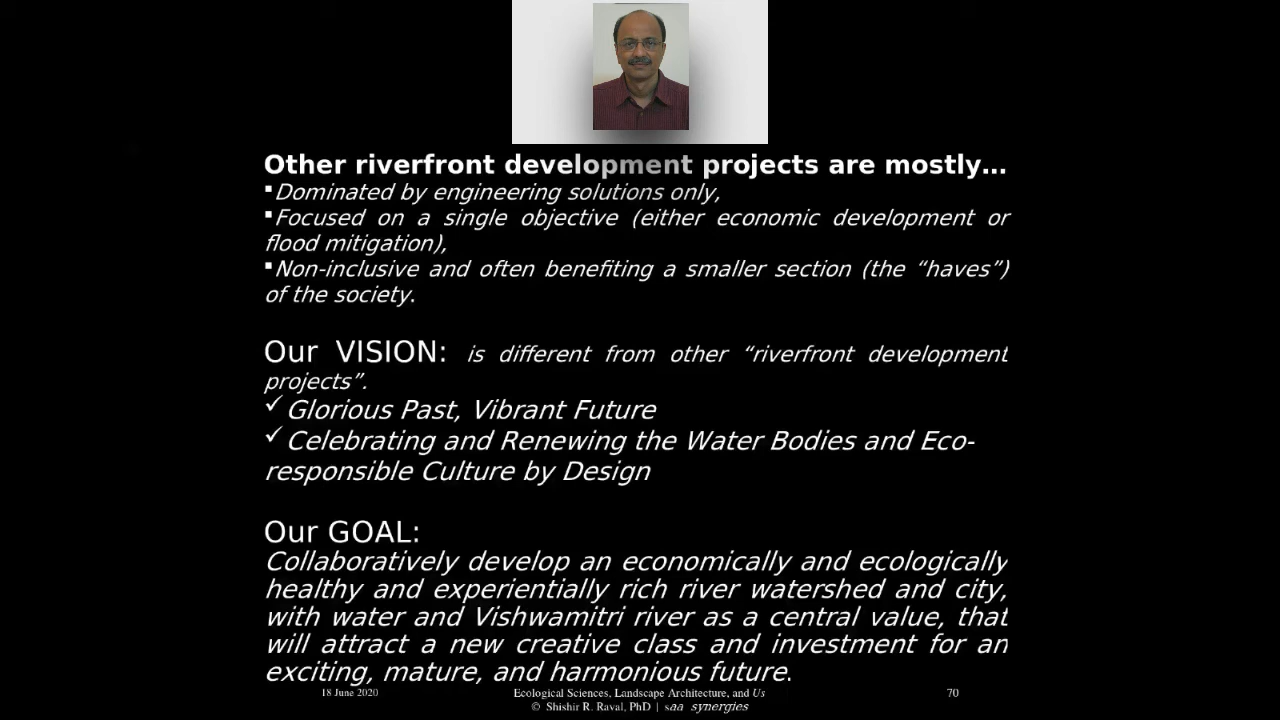 Other riverfront development projects are mostly…
▪Dominated by engineering solutions only,
▪Focused on a single objective (either economic development or
flood mitigation),
▪Non-inclusive and often benefiting a smaller section (the “haves”)
of the society.
Our VISION: is different from other “riverfront development
projects”.
✓Glorious Past, Vibrant Future
✓Celebrating and Renewing the Water Bodies and Eco-
responsible Culture by Design
Our GOAL:
Collaboratively develop an economically and ecologically
healthy and experientially rich river watershed and city,
with water and Vishwamitri river as a central value, that
will attract a new creative class and investment for an
exciting, mature, and harmonious future.
18 June 2020
Ecological Sciences, Landscape Architecture, and Us
© Shishir R. Raval, PhD | saa synergies
70